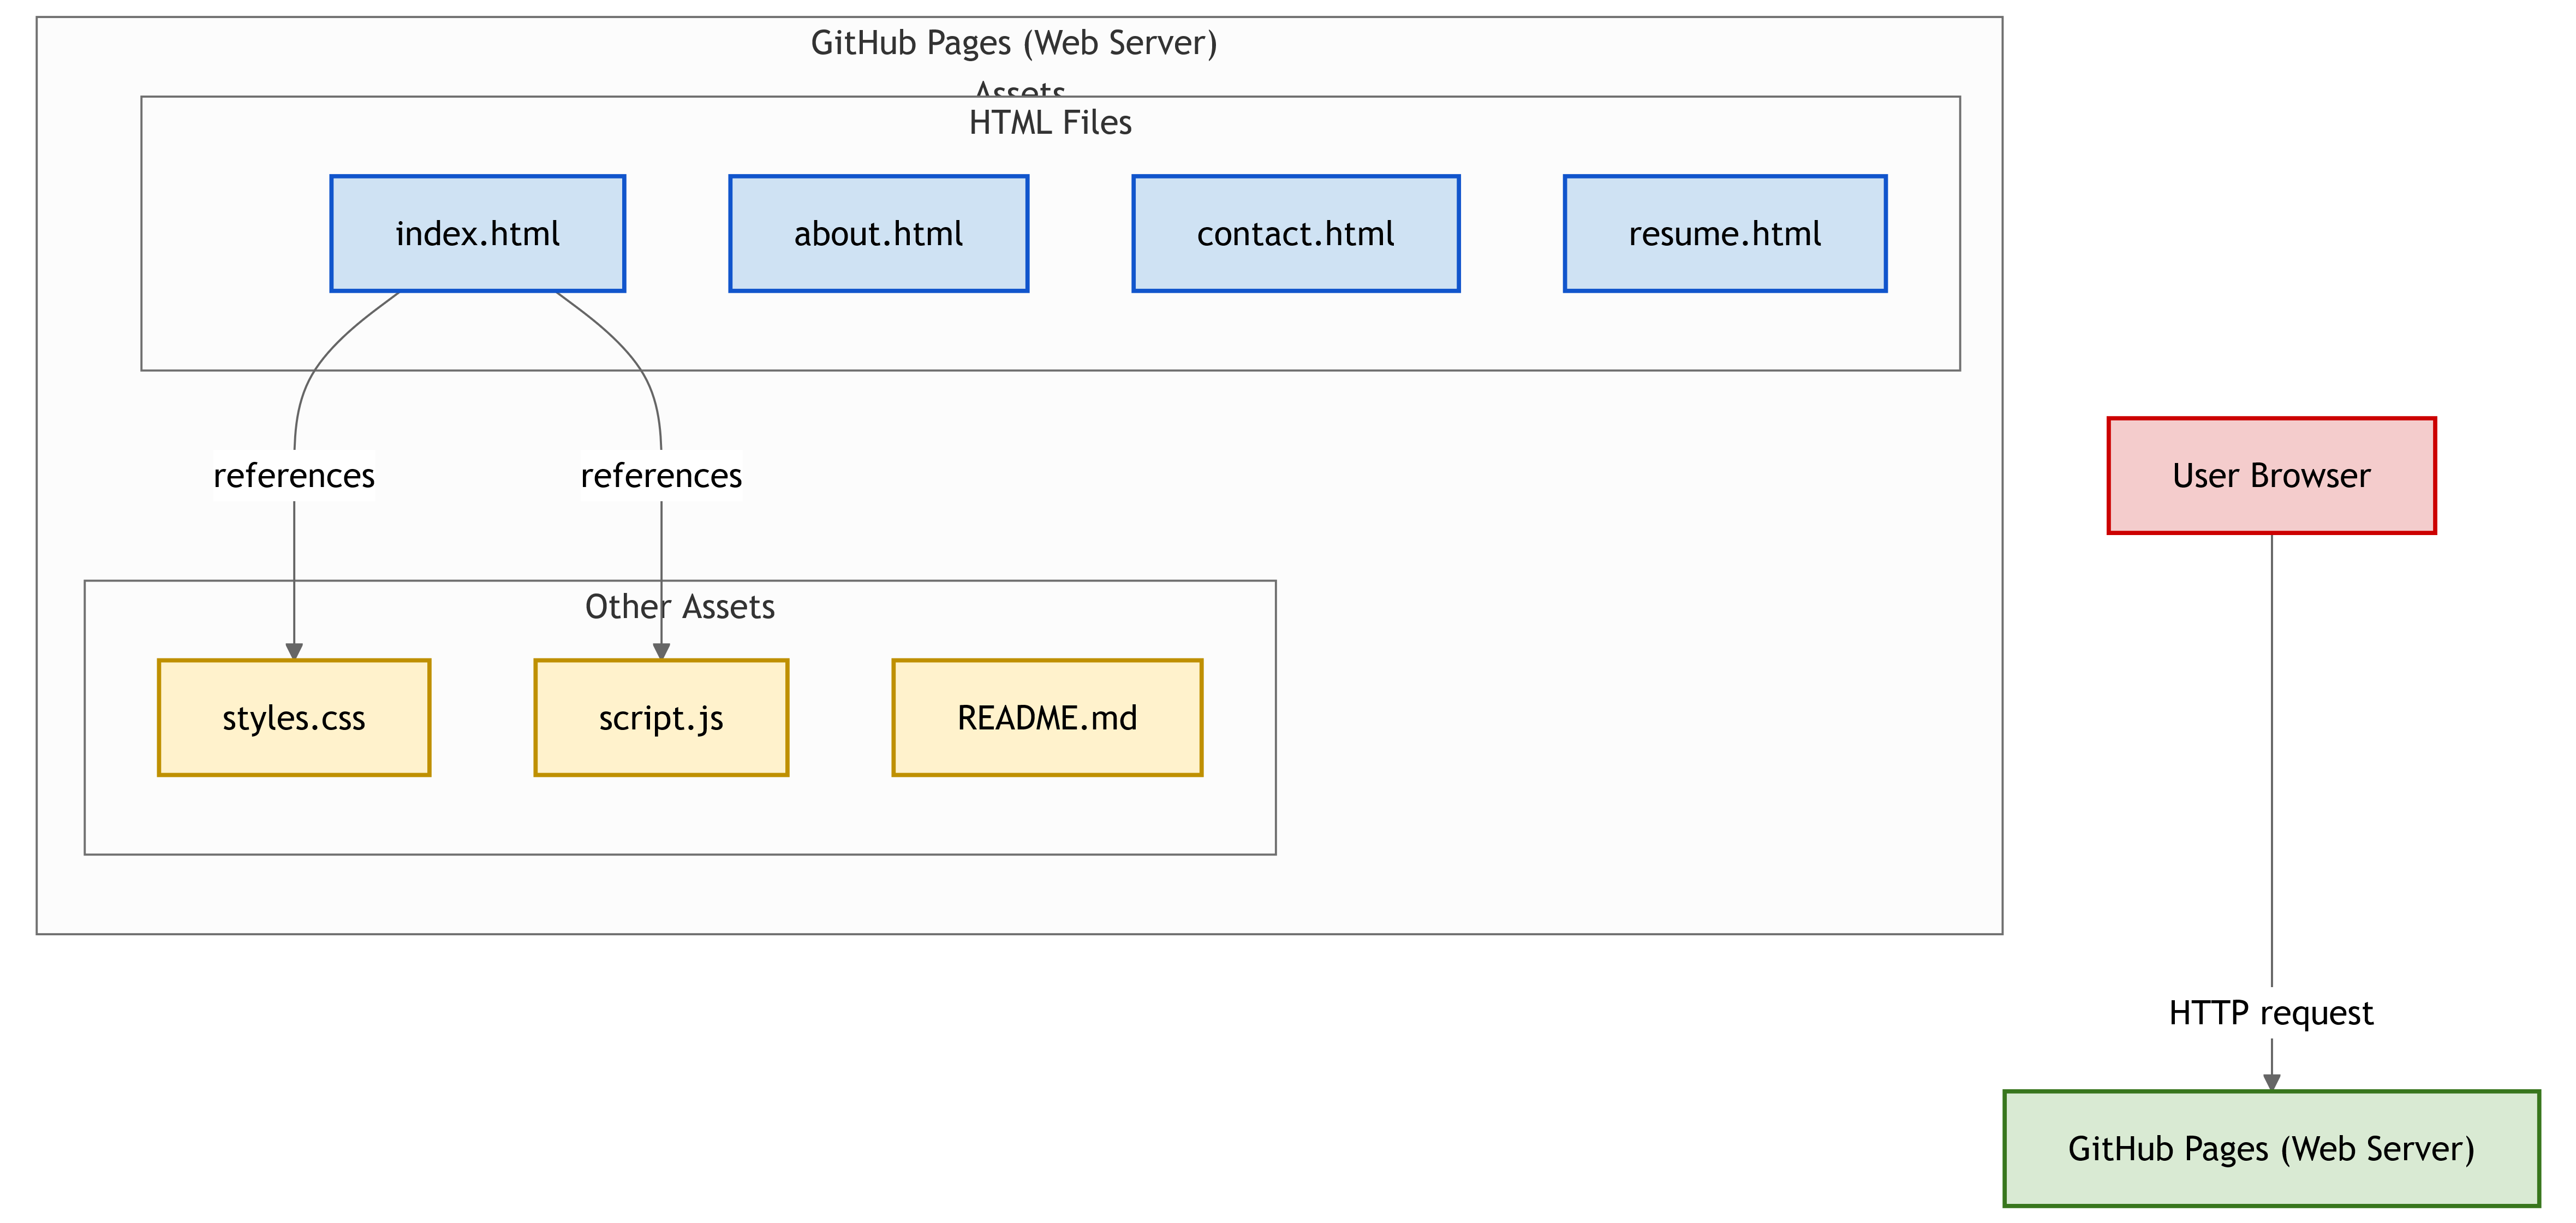 GitHub Pages (Web Server)
Assets
HTML Files
index.html
about.html
contact.html
resume.html
references
references
User Browser
Other Assets
styles.css
script.js
README.md
HTTP request
GitHub Pages (Web Server)